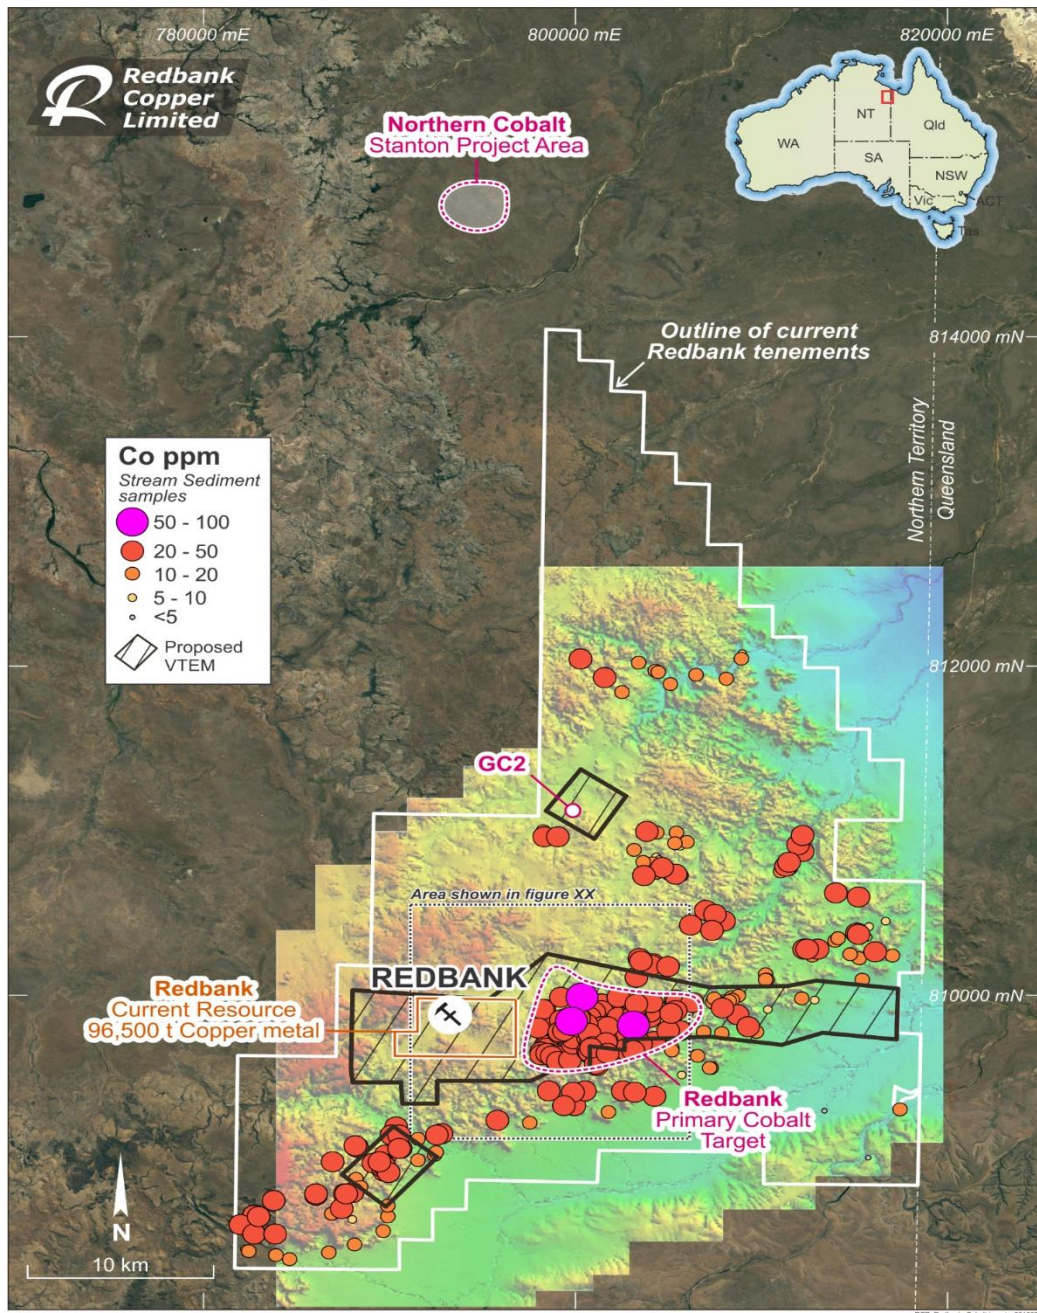 780000 mE
800000 mE
820000 mE
Redbank
Copper
Limited
Northern Cobalt
Stanton Project Area
WA
NT
Qld
SA
NSW
Vic
ACT
Tas
Outline of current
Redbank tenements
814000 mN
Northern Territory
Queensland
Co ppm
Stream Sediment
samples
50 - 100
20 - 50
10 - 20
5 - 10
<5
Proposed
VTEM
812000 mN
GC2
Area shown in figure XX
REDBANK
Redbank
Current Resource
96,500 t Copper metal
810000 mN
Redbank
Primary Cobalt
Target
N
10 km